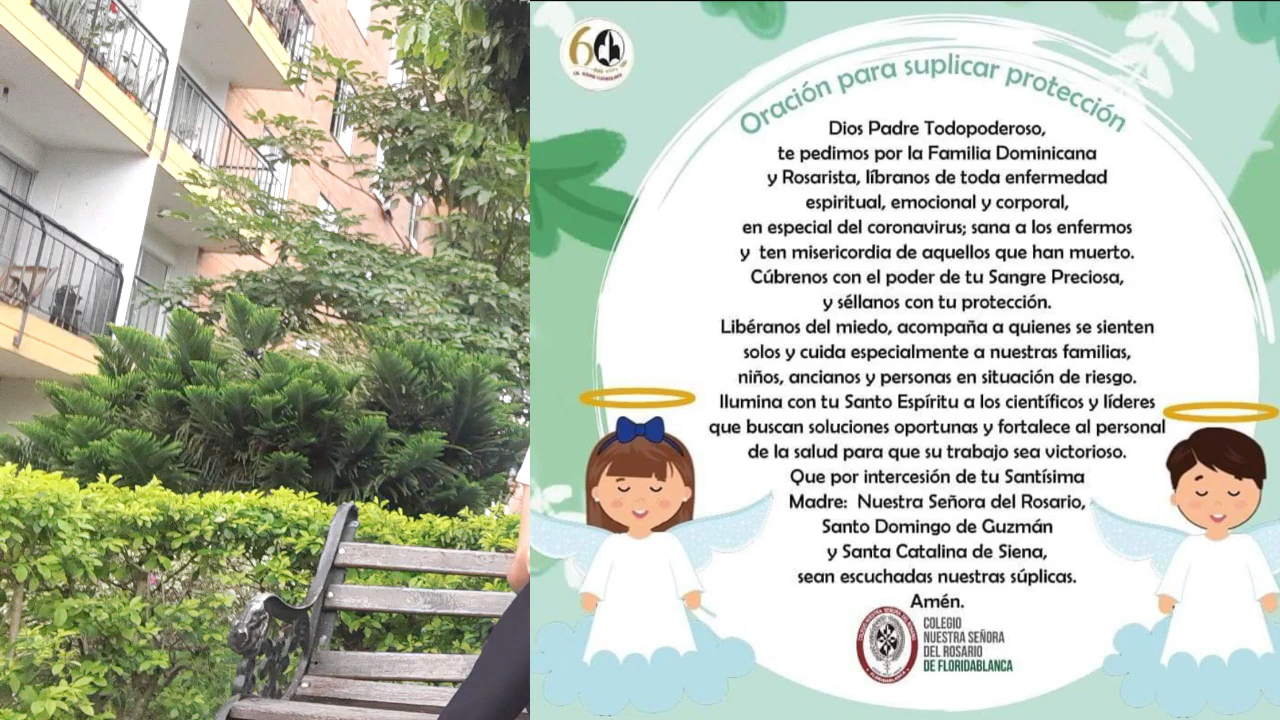 60
Oración para suplicar protección
Dios Padre Todopoderoso,
te pedimos por la Familia Dominicana
y Rosarista, líbranos de toda enfermedad
espiritual, emocional y corporal,
en especial del coronavirus; sana a los enfermos
y ten misericordia de aquellos que han muerto.
Cúbrenos con el poder de tu Sangre Preciosa,
y séllanos con tu protección.
Libéranos del miedo, acompaña a quienes se sienten
solos y cuida especialmente a nuestras familias,
niños, ancianos y personas en situación de riesgo.
Ilumina con tu Santo Espíritu a los científicos y líderes
que buscan soluciones oportunas y fortalece al personal
de la salud para que su trabajo sea victorioso.
Que por intercesión de tu Santísima
Madre: Nuestra Señora del Rosario,
Santo Domingo de Guzmán
y Santa Catalina de Siena,
sean escuchadas nuestras súplicas.
Amén.
COLEGIO
NUESTRA SEÑORA
DEL ROSARIO
DE FLORIDABLANCA